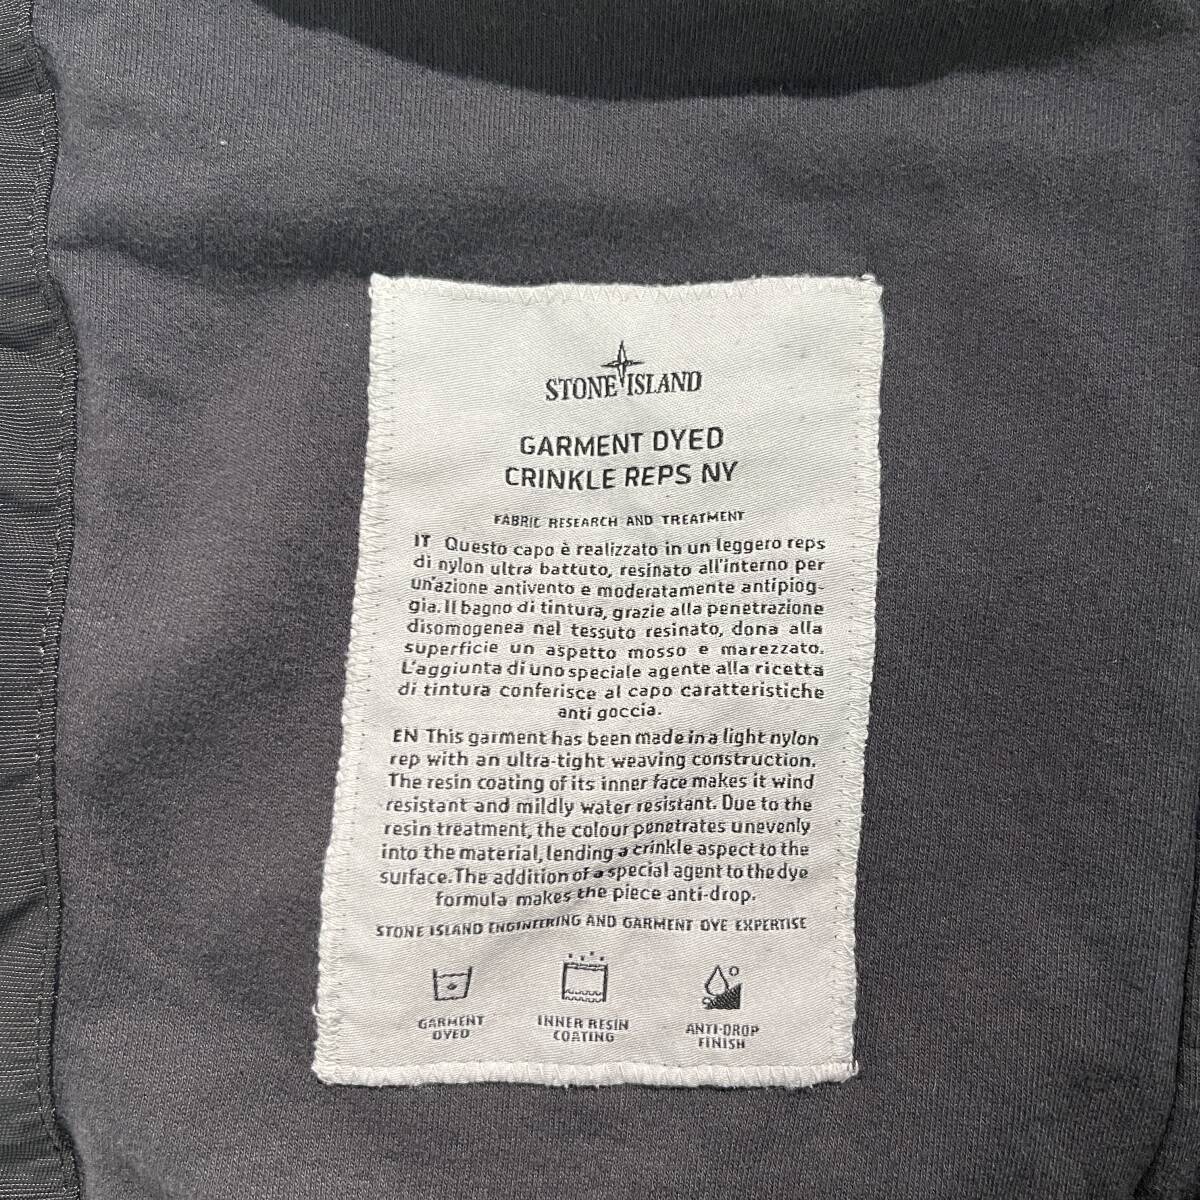 STONE ISLAND
GARMENT DYED
CRINKLE REPS NY
FABRIC RESEARCH AND TREATMENT
IT Questo capo è realizzato in un leggero reps
di nylon ultra battuto, resinato all'interno per
un'azione antivento e moderatamente antipiog-
gia. Il bagno di tintura, grazie alla penetrazione
disomogenea nel tessuto resinato, dona alla
superficie un aspetto mosso e marezzato.
L'aggiunta di uno speciale agente alla ricetta
di tintura conferisce al capo caratteristiche
anti goccia.
EN This garment has been made in a light nylon
rep with an ultra-tight weaving construction.
The resin coating of its inner face makes it wind
resistant and mildly water resistant. Due to the
resin treatment, the colour penetrates unevenly
into the material, lending a crinkle aspect to the
surface. The addition of a special agent to the dye
formula makes the piece anti-drop.
STONE ISLAND ENGINEERING AND GARMENT DYE EXPERTISE
GARMENT
DYED
INNER RESIN
COATING
ANTI-DROP
FINISH